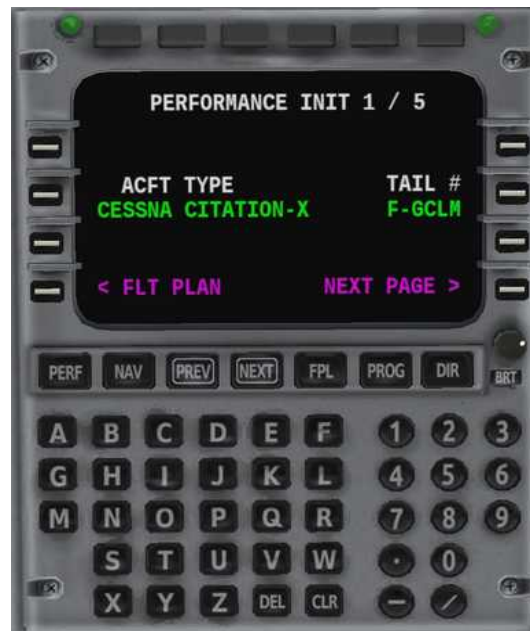 PERFORMANCE INIT 1 / 5
ACFT TYPE TAIL #
CESSNA CITATION-X F-GCLM
< FLT PLAN NEXT PAGE >
BRT
PERF NAV PREV NEXT FPL PROG DIR
A B C D E F 1 2 3
G H I J K L 4 5 6
M N O P Q R 7 8 9
S T U V W · 0
X Y Z DEL CLR − /